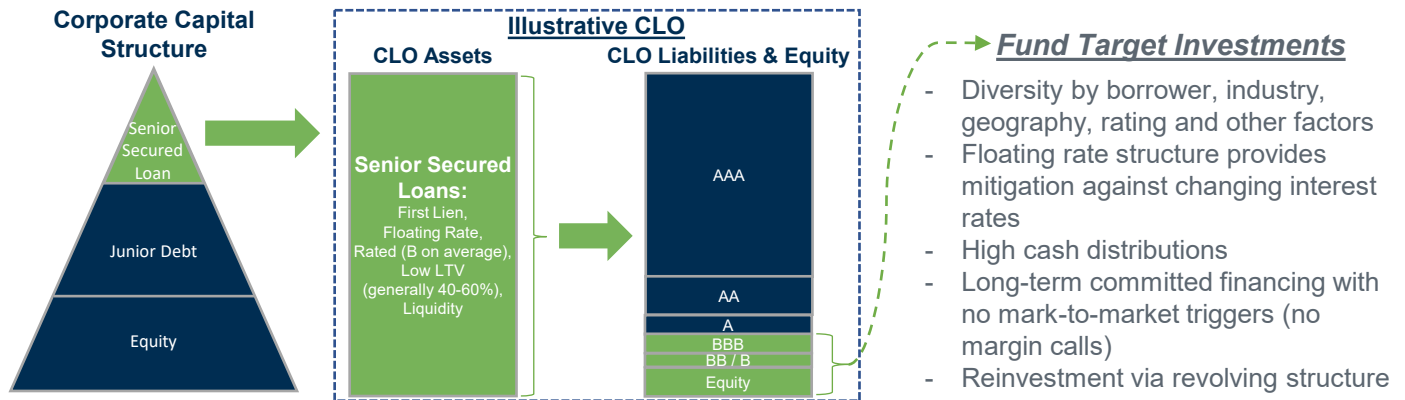 Corporate Capital
Structure
Senior
Secured
Loan
Junior Debt
Equity
Illustrative CLO
CLO Assets
Senior Secured
Loans:
First Lien,
Floating Rate,
Rated (B on average),
Low LTV
(generally 40-60%),
Liquidity
CLO Liabilities & Equity
AAA
AA
A
BBB
BB / B
Equity
Fund Target Investments
- Diversity by borrower, industry,
geography, rating and other factors
- Floating rate structure provides
mitigation against changing interest
rates
- High cash distributions
- Long-term committed financing with
no mark-to-market triggers (no
margin calls)
- Reinvestment via revolving structure